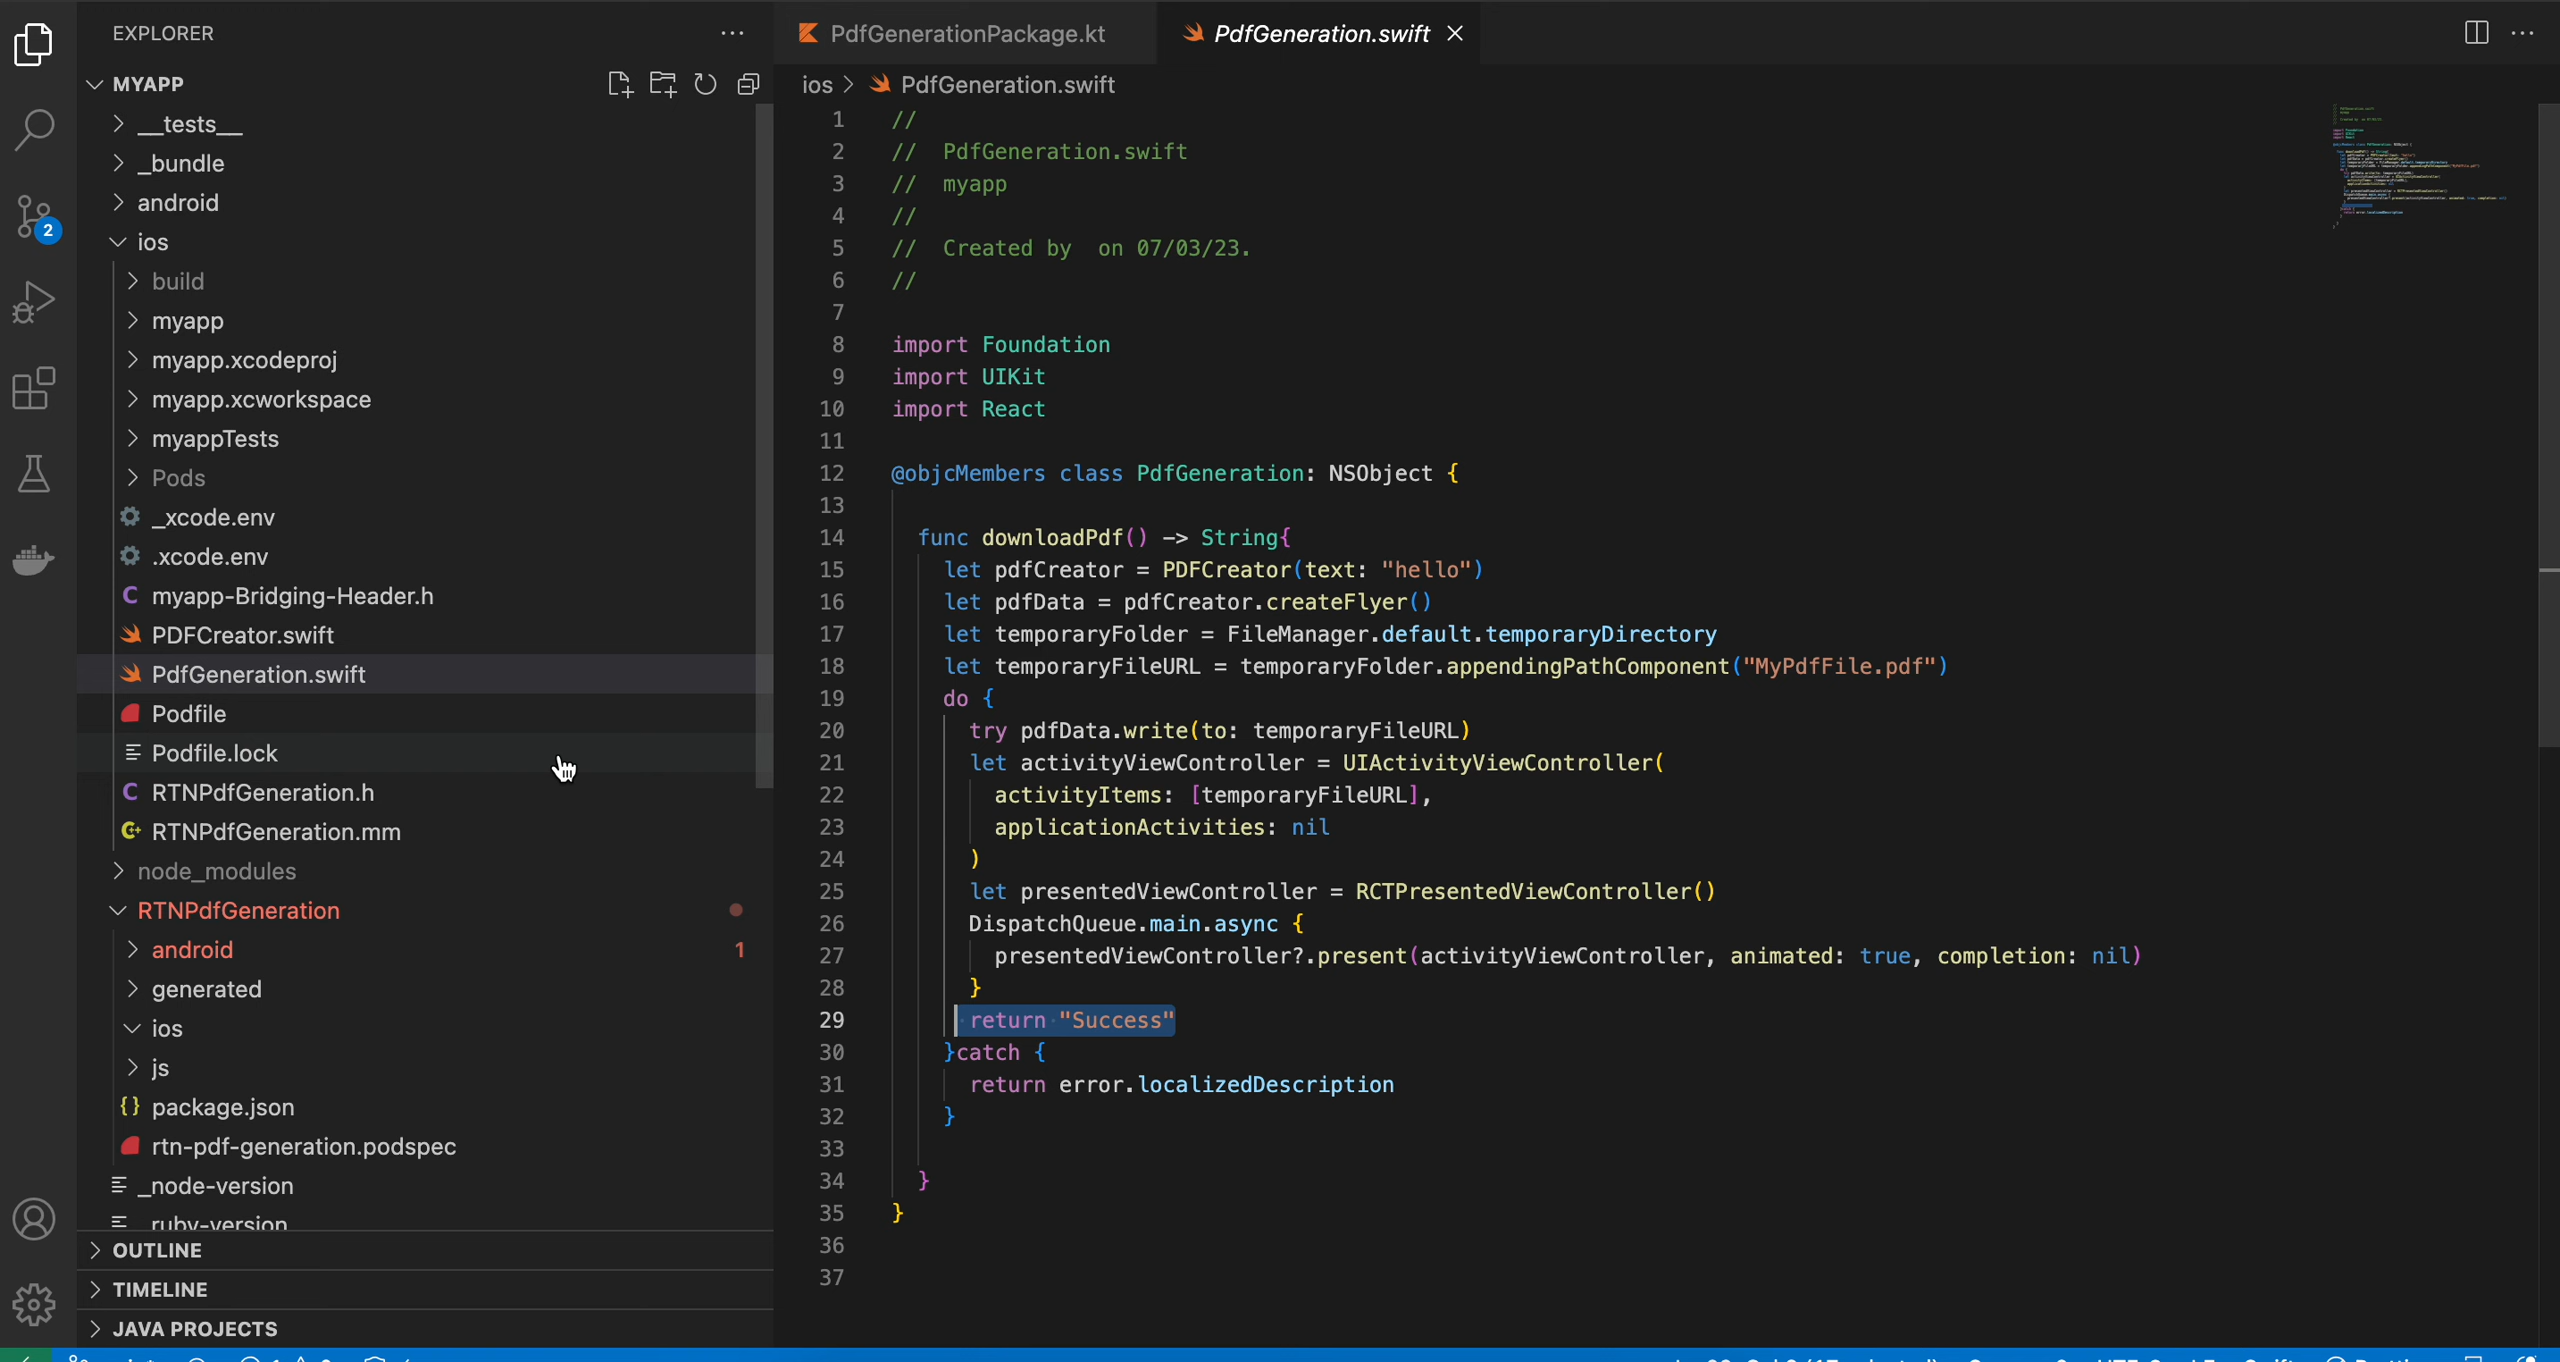 EXPLORER
MYAPP
__tests__
_bundle
android
ios
build
myapp
myapp.xcodeproj
myapp.xcworkspace
myappTests
Pods
_xcode.env
.xcode.env
myapp-Bridging-Header.h
PDFCreator.swift
PdfGeneration.swift
Podfile
Podfile.lock
RTNPdfGeneration.h
RTNPdfGeneration.mm
node_modules
RTNPdfGeneration
android 1
generated
ios
js
package.json
rtn-pdf-generation.podspec
_node-version
ruby-version
OUTLINE
TIMELINE
JAVA PROJECTS
2
PdfGenerationPackage.kt PdfGeneration.swift
ios > PdfGeneration.swift
1 //
2 //  PdfGeneration.swift
3 //  myapp
4 //
5 //  Created by  on 07/03/23.
6 //
7
8 import Foundation
9 import UIKit
10 import React
11
12 @objcMembers class PdfGeneration: NSObject {
13
14   func downloadPdf() -> String{
15     let pdfCreator = PDFCreator(text: "hello")
16     let pdfData = pdfCreator.createFlyer()
17     let temporaryFolder = FileManager.default.temporaryDirectory
18     let temporaryFileURL = temporaryFolder.appendingPathComponent("MyPdfFile.pdf")
19     do {
20       try pdfData.write(to: temporaryFileURL)
21       let activityViewController = UIActivityViewController(
22         activityItems: [temporaryFileURL],
23         applicationActivities: nil
24       )
25       let presentedViewController = RCTPresentedViewController()
26       DispatchQueue.main.async {
27         presentedViewController?.present(activityViewController, animated: true, completion: nil)
28       }
29       return "Success"
30     }catch {
31       return error.localizedDescription
32     }
33
34   }
35 }
36
37